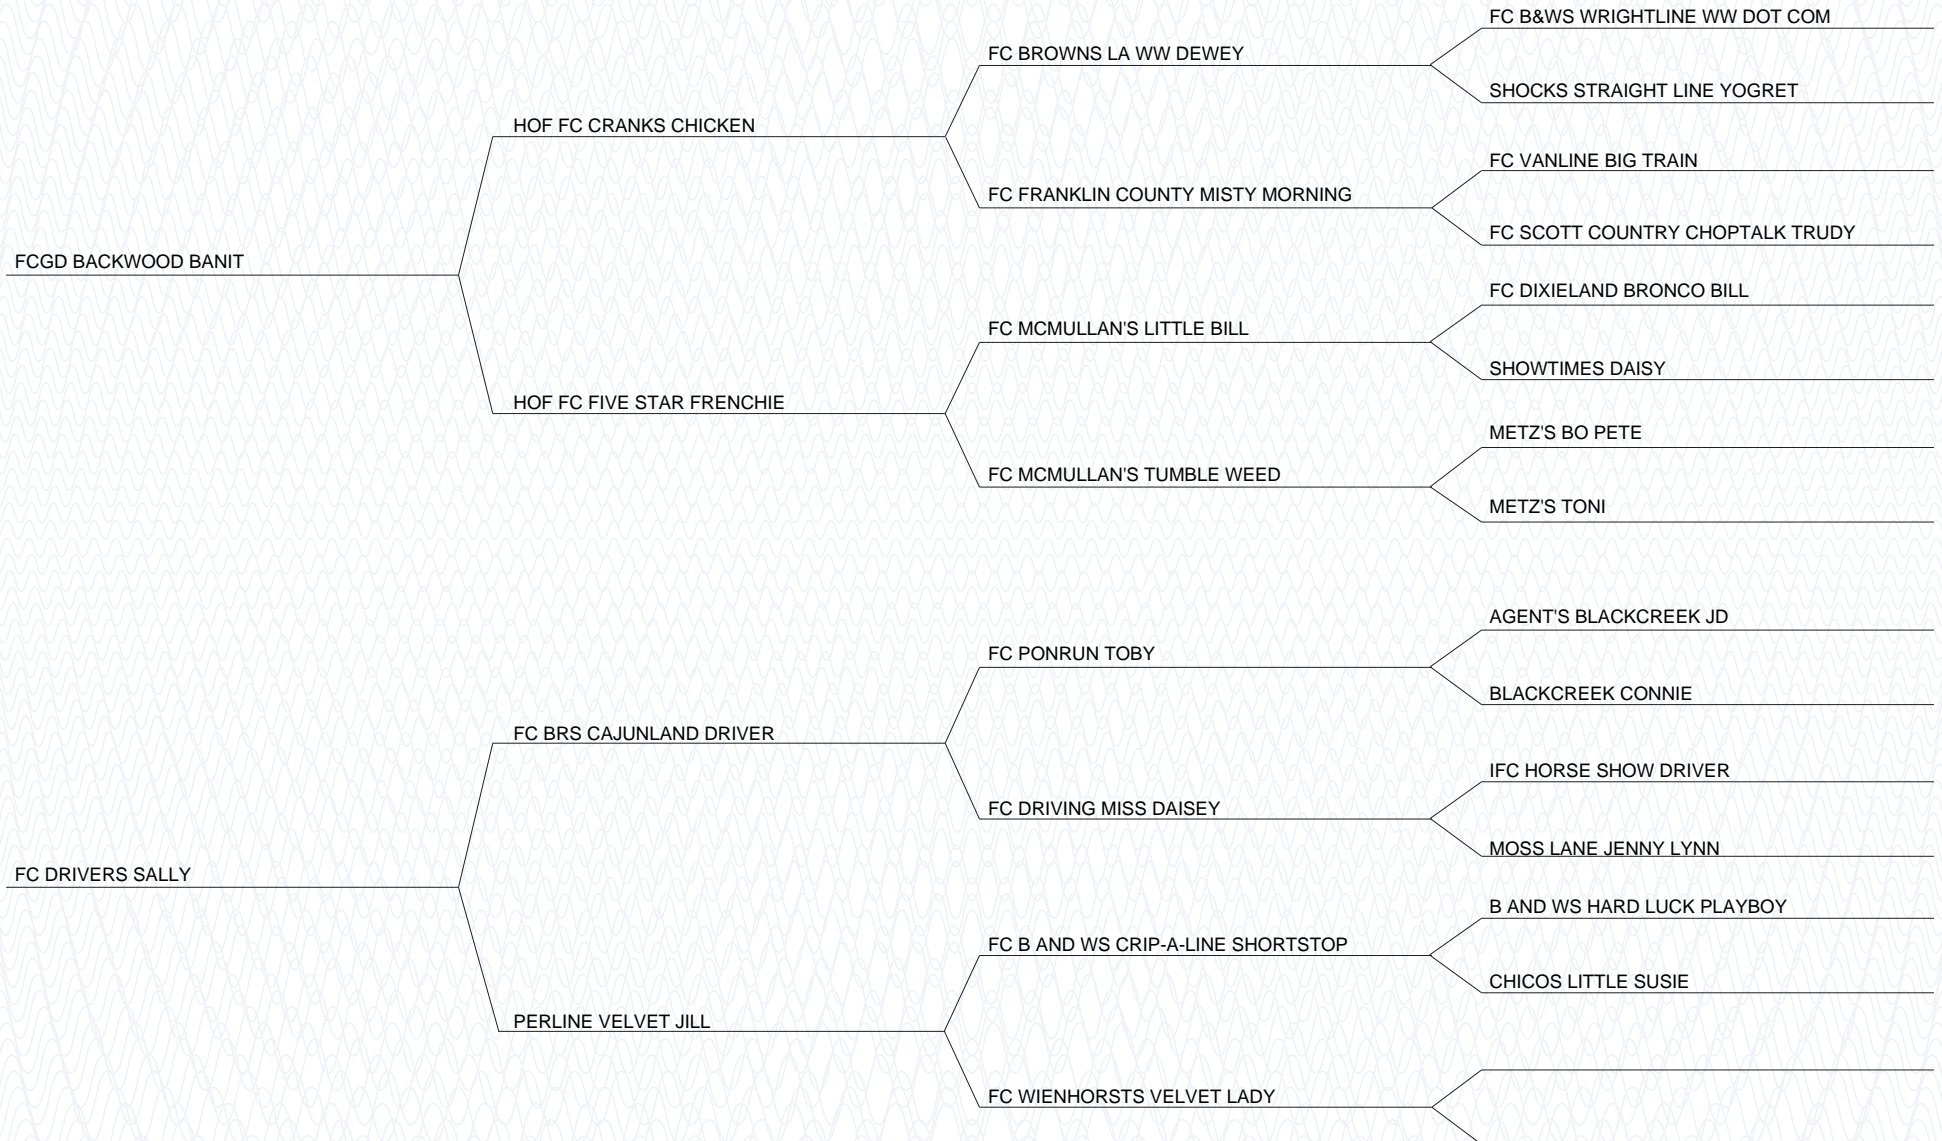 FC B&WS WRIGHTLINE WW DOT COM
FC BROWNS LA WW DEWEY
SHOCKS STRAIGHT LINE YOGRET
HOF FC CRANKS CHICKEN
FC VANLINE BIG TRAIN
FC FRANKLIN COUNTY MISTY MORNING
FC SCOTT COUNTRY CHOPTALK TRUDY
FCGD BACKWOOD BANIT
FC DIXIELAND BRONCO BILL
FC MCMULLAN'S LITTLE BILL
SHOWTIMES DAISY
HOF FC FIVE STAR FRENCHIE
METZ'S BO PETE
FC MCMULLAN'S TUMBLE WEED
METZ'S TONI
AGENT'S BLACKCREEK JD
FC PONRUN TOBY
BLACKCREEK CONNIE
FC BRS CAJUNLAND DRIVER
IFC HORSE SHOW DRIVER
FC DRIVING MISS DAISEY
MOSS LANE JENNY LYNN
FC DRIVERS SALLY
B AND WS HARD LUCK PLAYBOY
FC B AND WS CRIP-A-LINE SHORTSTOP
CHICOS LITTLE SUSIE
PERLINE VELVET JILL
FC WIENHORSTS VELVET LADY